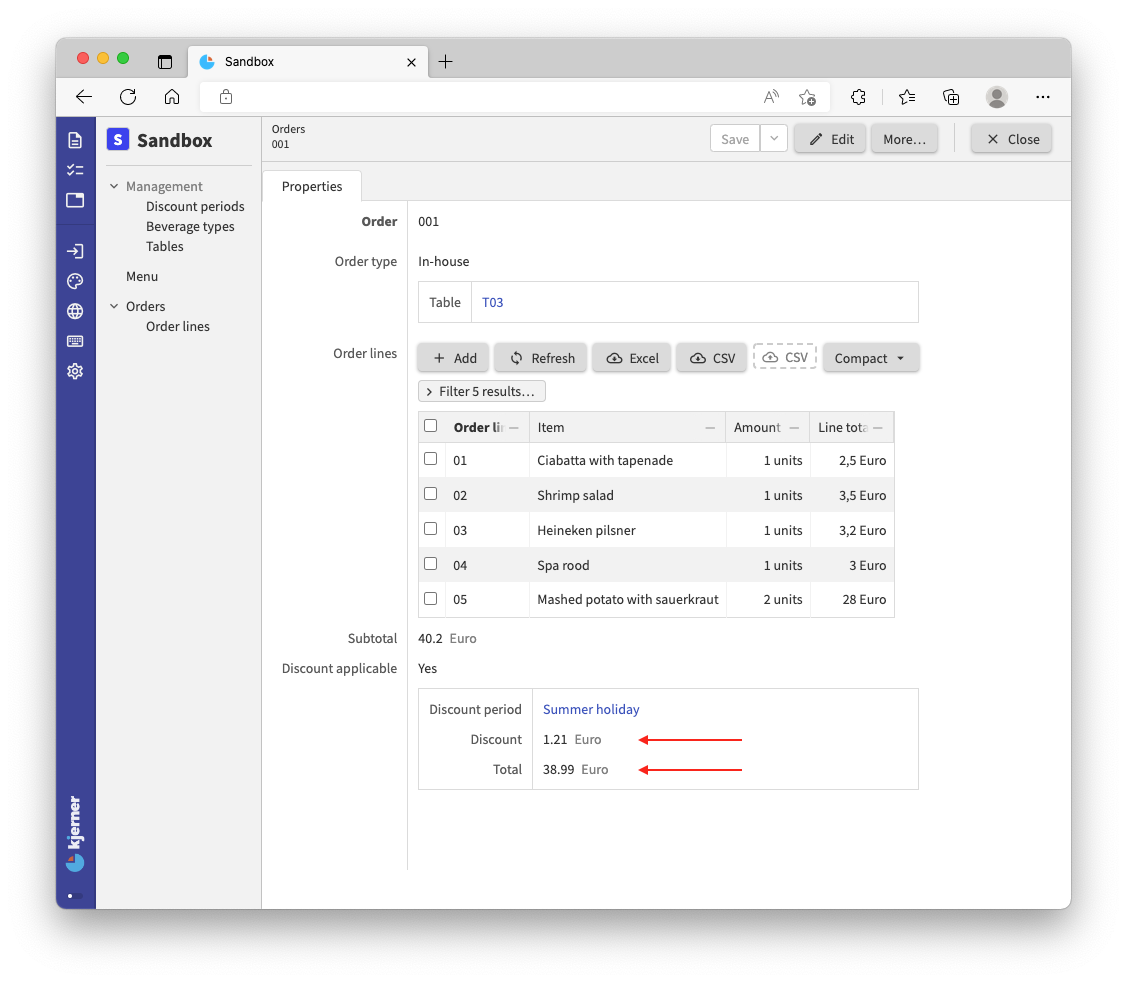 Sandbox
S Sandbox
Orders
001
Save
Edit
More…
Close
Management
Discount periods
Beverage types
Tables
Menu
Orders
Order lines
Properties
Order 001
Order type In-house
Table T03
Order lines
Add
Refresh
Excel
CSV
CSV
Compact
Filter 5 results…
Order li Item Amount Line tota
01 Ciabatta with tapenade 1 units 2,5 Euro
02 Shrimp salad 1 units 3,5 Euro
03 Heineken pilsner 1 units 3,2 Euro
04 Spa rood 1 units 3 Euro
05 Mashed potato with sauerkraut 2 units 28 Euro
Subtotal 40.2 Euro
Discount applicable Yes
Discount period Summer holiday
Discount 1.21 Euro
Total 38.99 Euro
kjerner